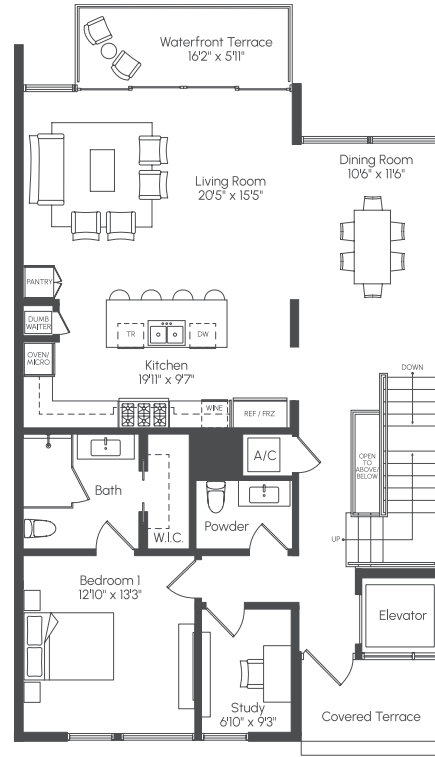 Waterfront Terrace
16'2" x 5'11"
Dining Room
10'6" x 11'6"
Living Room
20'5" x 15'5"
PANTRY
DUMB
WAITER
TR
DW
OVEN/
MICRO
Kitchen
19'11" x 9'7"
DOWN
WINE
REF / FRZ
A/C
OPEN
TO
ABOVE/
BELOW
Bath
Powder
W.I.C.
UP
Bedroom 1
12'10" x 13'3"
Elevator
Study
6'10" x 9'3"
Covered Terrace